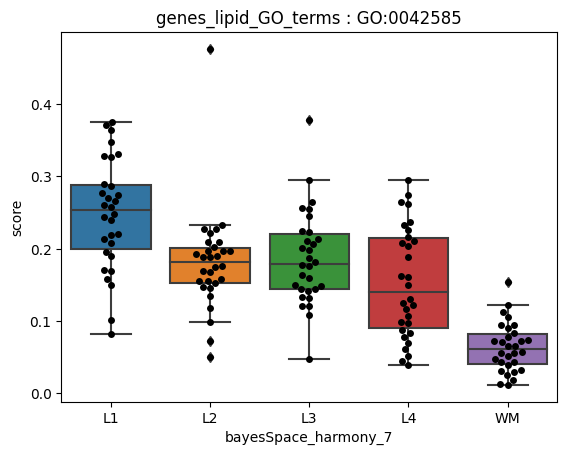 genes_lipid_GO_terms : GO:0042585
score
0.4
0.3
0.2
0.1
0.0
L1 L2 L3 L4 WM
bayesSpace_harmony_7